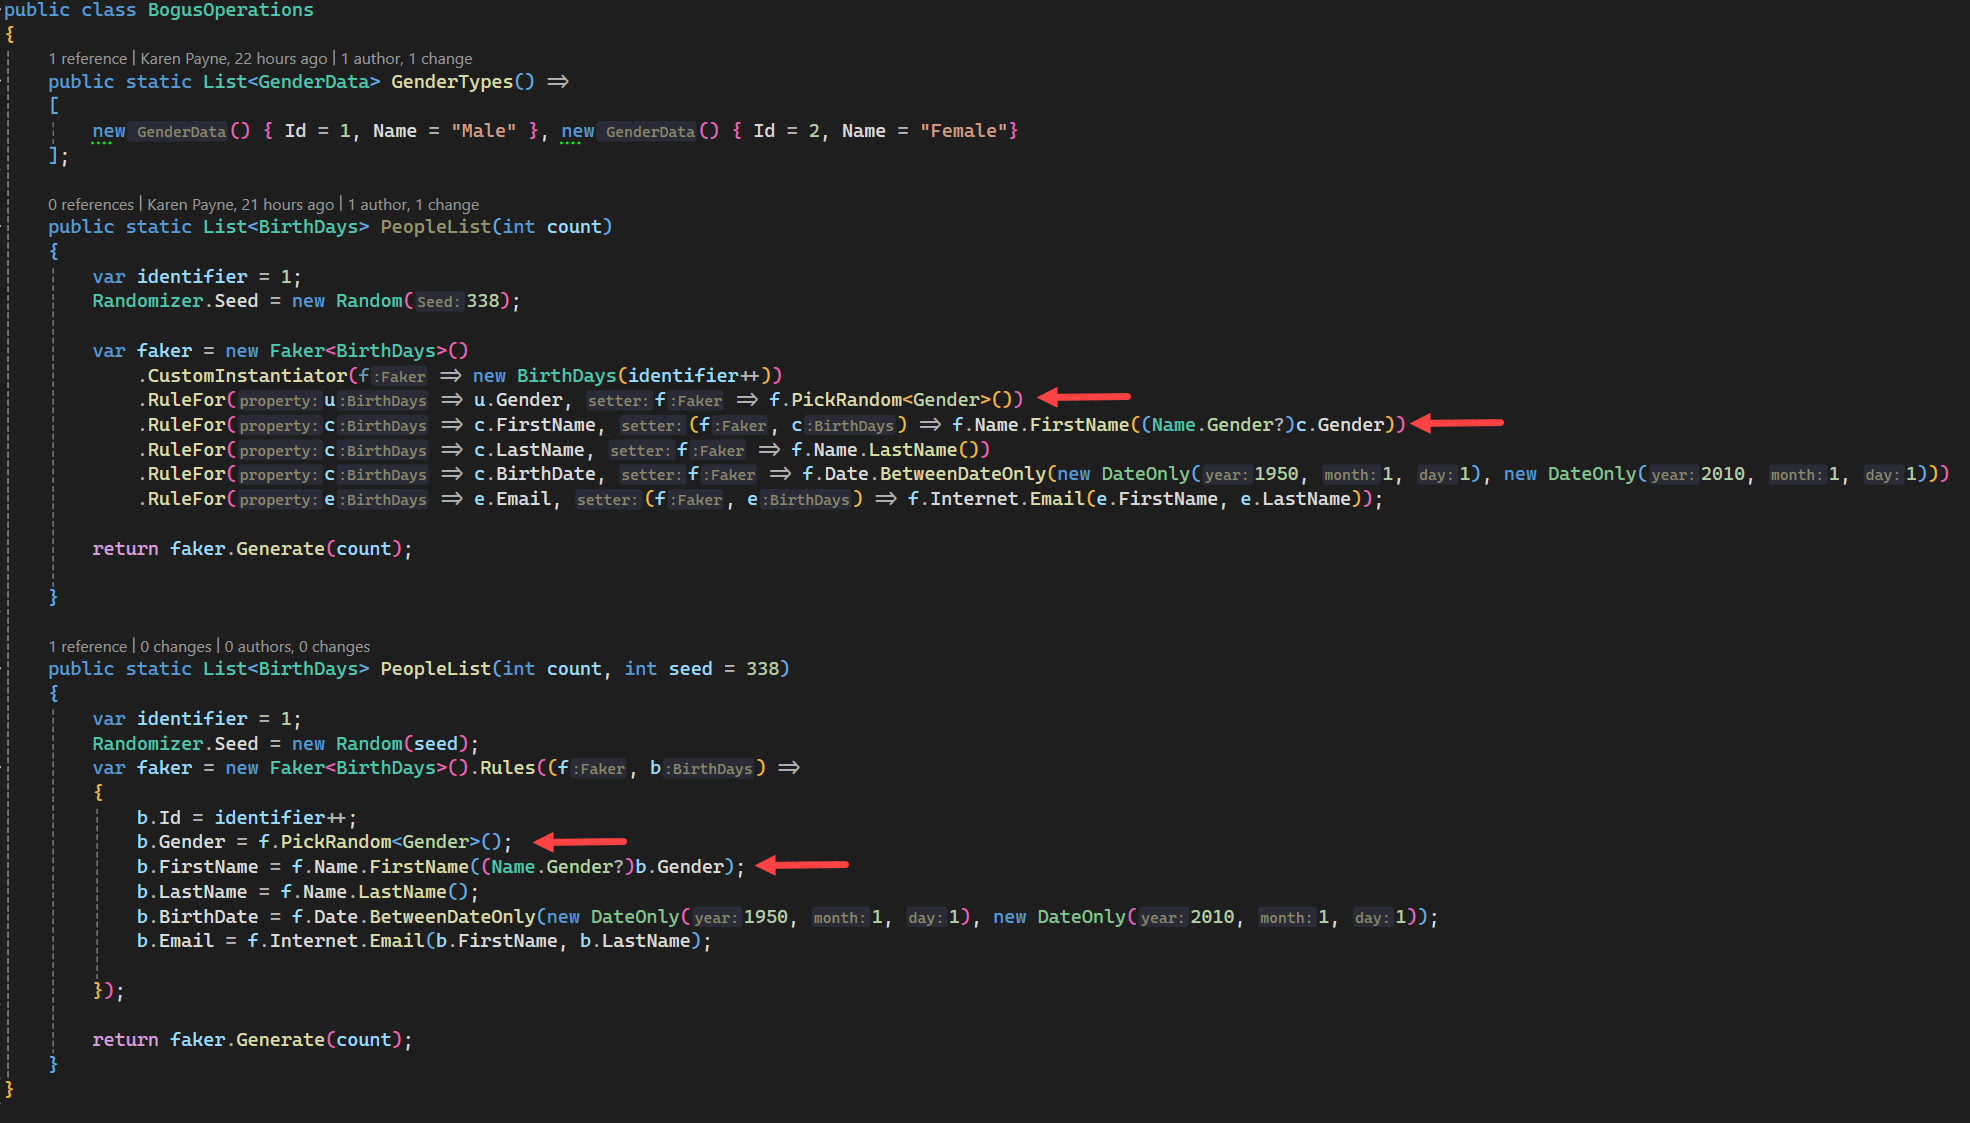 public class BogusOperations
{
1 reference | Karen Payne, 22 hours ago | 1 author, 1 change
public static List<GenderData> GenderTypes() =>
[
new GenderData() { Id = 1, Name = "Male" }, new GenderData() { Id = 2, Name = "Female"}
];
0 references | Karen Payne, 21 hours ago | 1 author, 1 change
public static List<BirthDays> PeopleList(int count)
{
var identifier = 1;
Randomizer.Seed = new Random(Seed:338);
var faker = new Faker<BirthDays>()
.CustomInstantiator(f:Faker => new BirthDays(identifier++))
.RuleFor(property:u:BirthDays => u.Gender, setter:f:Faker => f.PickRandom<Gender>())
.RuleFor(property:c:BirthDays => c.FirstName, setter:(f:Faker, c:BirthDays) => f.Name.FirstName((Name.Gender?)c.Gender))
.RuleFor(property:c:BirthDays => c.LastName, setter:f:Faker => f.Name.LastName())
.RuleFor(property:c:BirthDays => c.BirthDate, setter:f:Faker => f.Date.BetweenDateOnly(new DateOnly(year:1950, month:1, day:1), new DateOnly(year:2010, month:1, day:1)))
.RuleFor(property:e:BirthDays => e.Email, setter:(f:Faker, e:BirthDays) => f.Internet.Email(e.FirstName, e.LastName));
return faker.Generate(count);
}
1 reference | 0 changes | 0 authors, 0 changes
public static List<BirthDays> PeopleList(int count, int seed = 338)
{
var identifier = 1;
Randomizer.Seed = new Random(seed);
var faker = new Faker<BirthDays>().Rules((f:Faker, b:BirthDays) =>
{
b.Id = identifier++;
b.Gender = f.PickRandom<Gender>();
b.FirstName = f.Name.FirstName((Name.Gender?)b.Gender);
b.LastName = f.Name.LastName();
b.BirthDate = f.Date.BetweenDateOnly(new DateOnly(year:1950, month:1, day:1), new DateOnly(year:2010, month:1, day:1));
b.Email = f.Internet.Email(b.FirstName, b.LastName);
});
return faker.Generate(count);
}
}